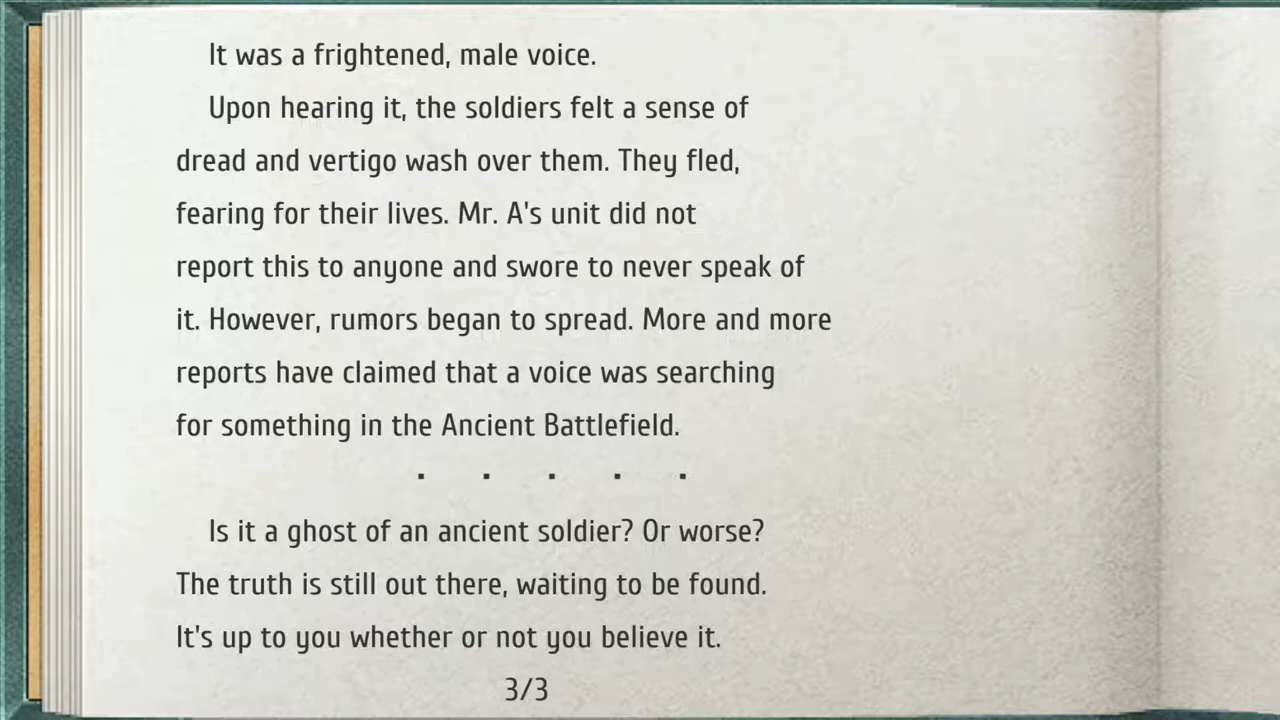 It was a frightened, male voice.
Upon hearing it, the soldiers felt a sense of
dread and vertigo wash over them. They fled,
fearing for their lives. Mr. A's unit did not
report this to anyone and swore to never speak of
it. However, rumors began to spread. More and more
reports have claimed that a voice was searching
for something in the Ancient Battlefield.
. . . . .
Is it a ghost of an ancient soldier? Or worse?
The truth is still out there, waiting to be found.
It's up to you whether or not you believe it.
3/3